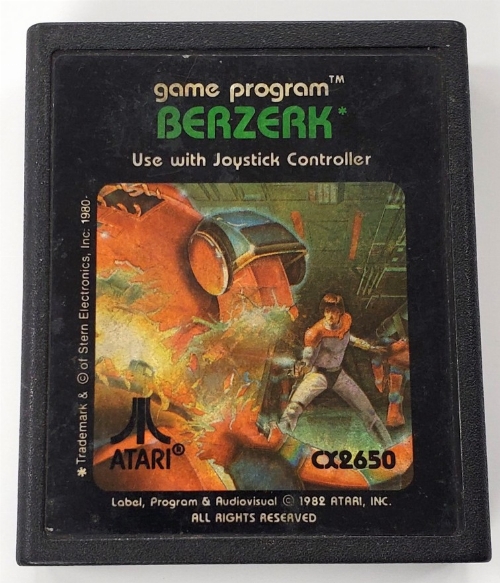 game program™
BERZERK*
Use with Joystick Controller
* Trademark & © of Stern Electronics, Inc. 1980.
ATARI®
CX2650
Label, Program & Audiovisual © 1982 ATARI, INC.
ALL RIGHTS RESERVED